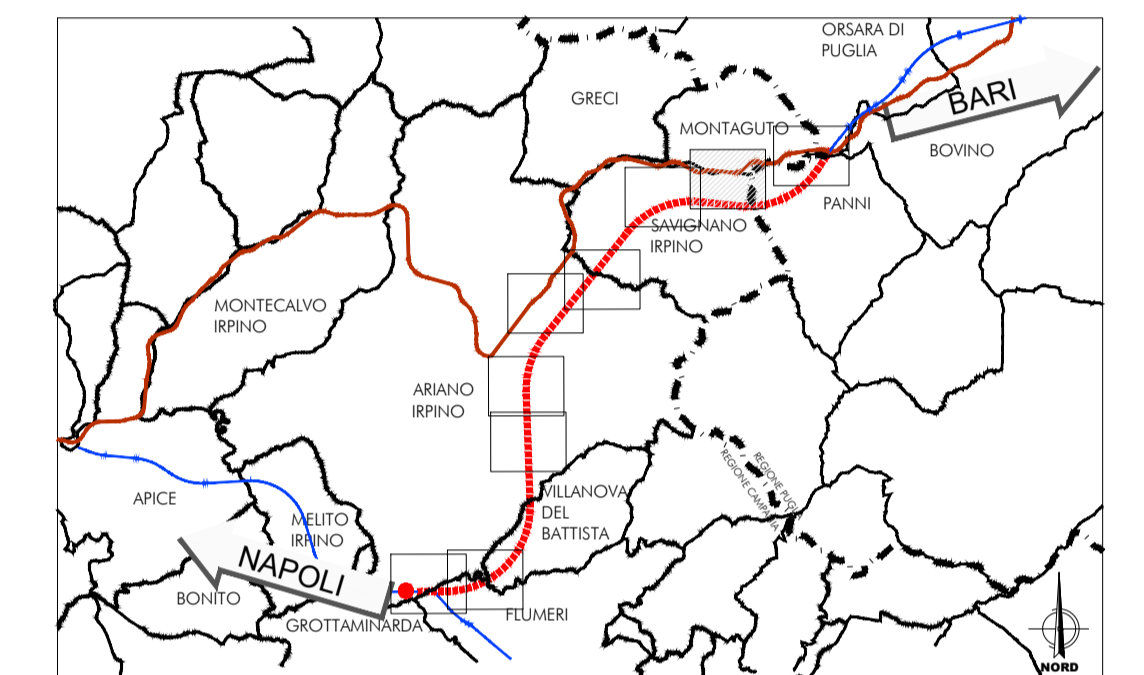 ORSARA DI
PUGLIA
GRECI
BARI
MONTAGUTO
BOVINO
PANNI
SAVIGNANO
IRPINO
MONTECALVO
IRPINO
ARIANO
IRPINO
REGIONE PUGLIA
REGIONE CAMPANIA
APICE
VILLANOVA
DEL
BATTISTA
MELITO
IRPINO
NAPOLI
BONITO
FLUMERI
GROTTAMINARDA
NORD